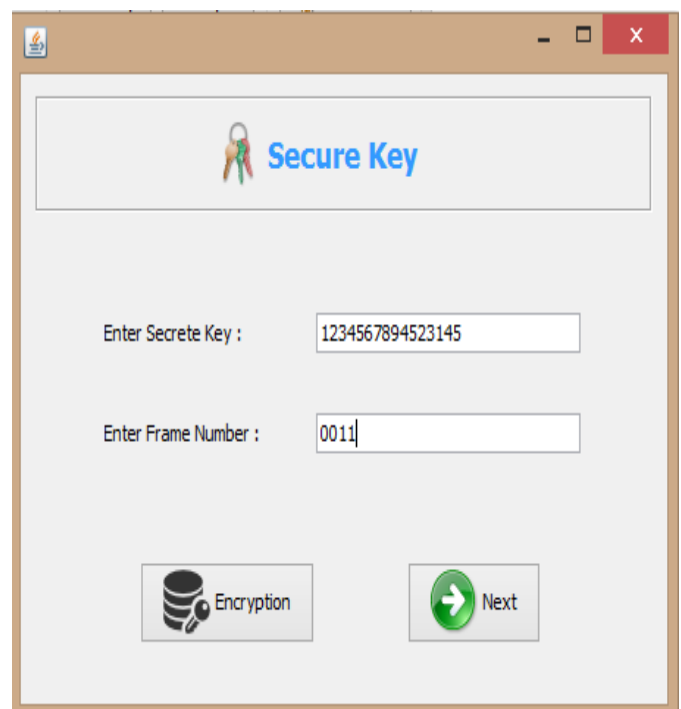 Secure Key
Enter Secrete Key : 1234567894523145
Enter Frame Number : 0011
Encryption Next